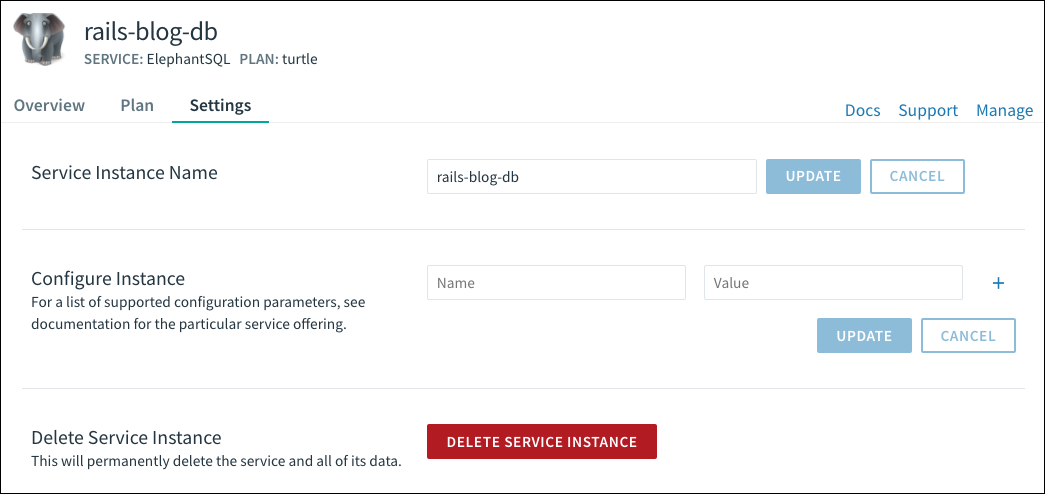 rails-blog-db
SERVICE: ElephantSQL PLAN: turtle
Overview Plan Settings Docs Support Manage
Service Instance Name rails-blog-db UPDATE CANCEL
Configure Instance Name Value +
For a list of supported configuration parameters, see
documentation for the particular service offering.
UPDATE CANCEL
Delete Service Instance DELETE SERVICE INSTANCE
This will permanently delete the service and all of its data.